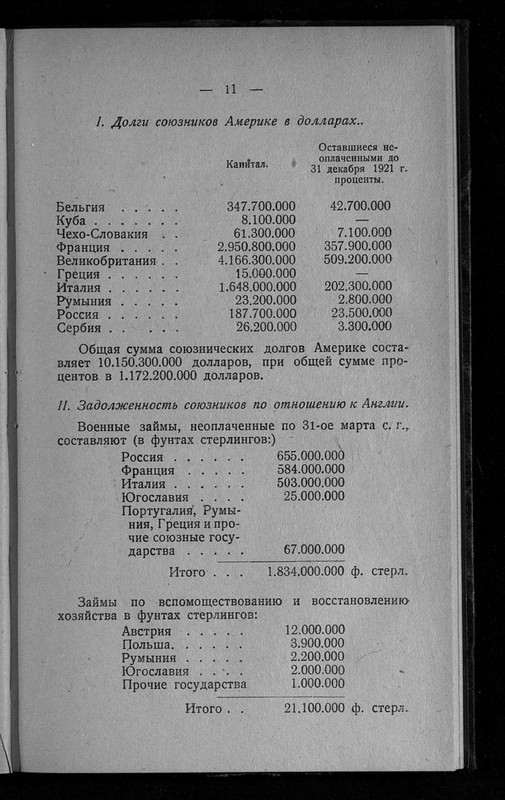 — 11 —
I. Долги союзников Америке в долларах..
Капитал. Оставшиеся не-
оплаченными до
31 декабря 1921 г.
проценты.
Бельгия . . . . . 347.700.000 42.700.000
Куба . . . . . . . 8.100.000 —
Чехо-Словакия . . 61.300.000 7.100.000
Франция . . . . . 2.950.800.000 357.900.000
Великобритания . . 4.166.300.000 509.200.000
Греция . . . . . . 15.000.000 —
Италия . . . . . . 1.648.000.000 202.300.000
Румыния . . . . . 23.200.000 2.800.000
Россия . . . . . . 187.700.000 23.500.000
Сербия . . . . . 26.200.000 3.300.000
Общая сумма союзнических долгов Америке соста-
вляет 10.150.300.000 долларов, при общей сумме про-
центов в 1.172.200.000 долларов.
II. Задолженность союзников по отношению к Англии.
Военные займы, неоплаченные по 31-ое марта с. г.,
составляют (в фунтах стерлингов:)
Россия . . . . . . 655.000.000
Франция . . . . . 584.000.000
Италия . . . . . . 503.000.000
Югославия . . . . 25.000.000
Португалия, Румы-
ния, Греция и про-
чие союзные госу-
дарства . . . . . 67.000.000
Итого . . . 1.834.000.000 ф. стерл.
Займы по вспомоществованию и восстановлению
хозяйства в фунтах стерлингов:
Австрия . . . . . 12.000.000
Польша. . . . . . 3.900.000
Румыния . . . . . 2.200.000
Югославия . . . . 2.000.000
Прочие государства 1.000.000
Итого . . 21.100.000 ф. стерл.